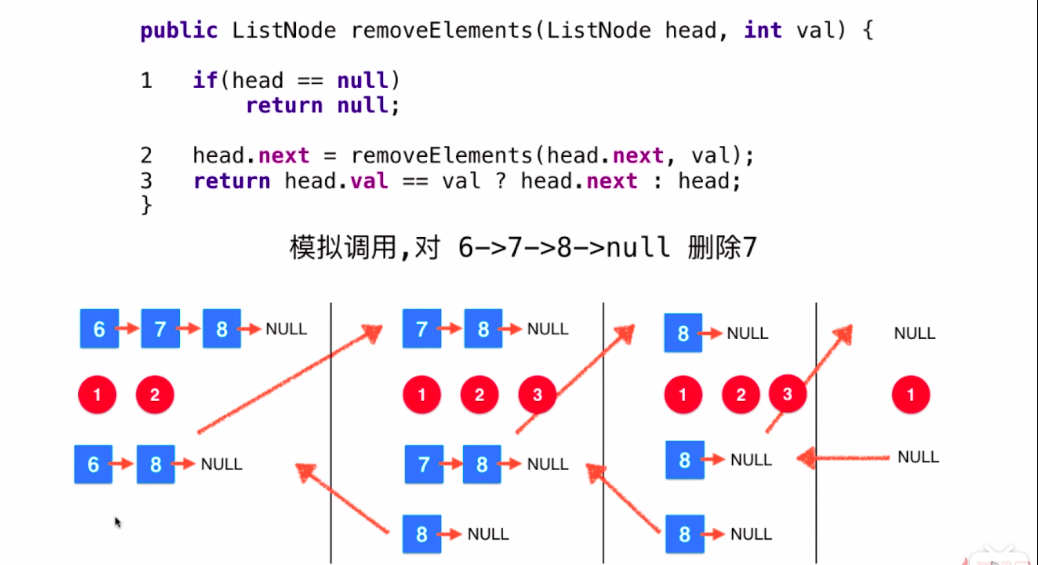 public ListNode removeElements(ListNode head, int val) {
1 if(head == null)
return null;
2 head.next = removeElements(head.next, val);
3 return head.val == val ? head.next : head;
}
模拟调用,对 6->7->8->null 删除7
6 7 8 NULL
7 8 NULL
8 NULL
NULL
1 2
1 2 3
1 2 3
1
6 8 NULL
7 8 NULL
8 NULL
NULL
8 NULL
8 NULL